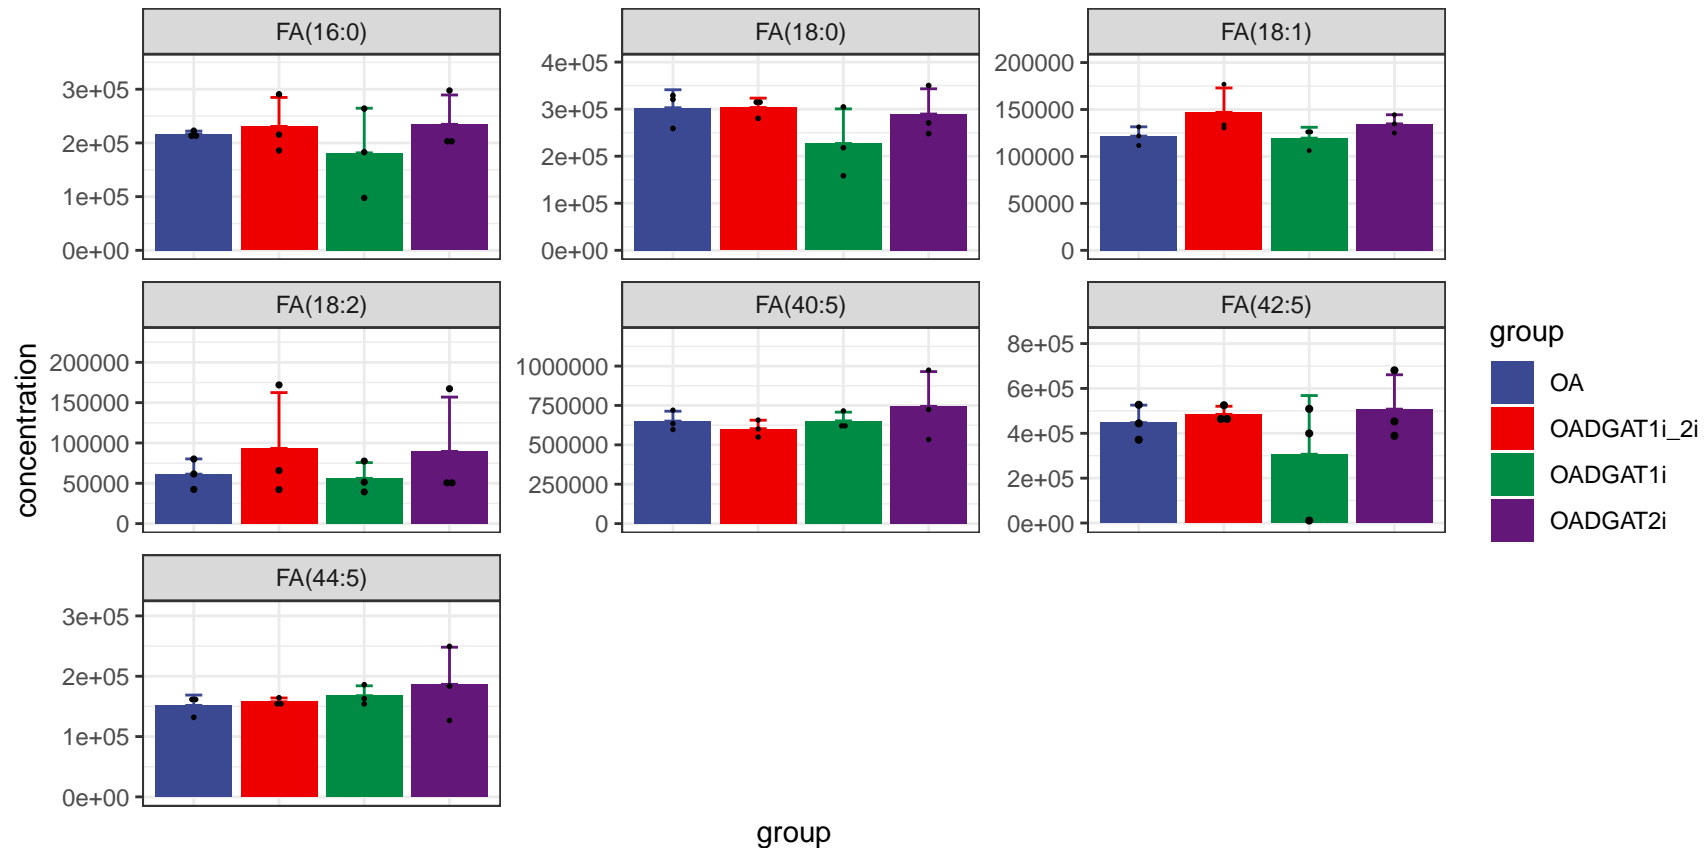 FA(16:0)
FA(18:0)
FA(18:1)
3e+05
2e+05
1e+05
0e+00
4e+05
3e+05
2e+05
1e+05
0e+00
200000
150000
100000
50000
0
FA(18:2)
FA(40:5)
FA(42:5)
200000
150000
100000
50000
0
1000000
750000
500000
250000
0
8e+05
6e+05
4e+05
2e+05
0e+00
FA(44:5)
3e+05
2e+05
1e+05
0e+00
concentration
group
group
OA
OADGAT1i_2i
OADGAT1i
OADGAT2i